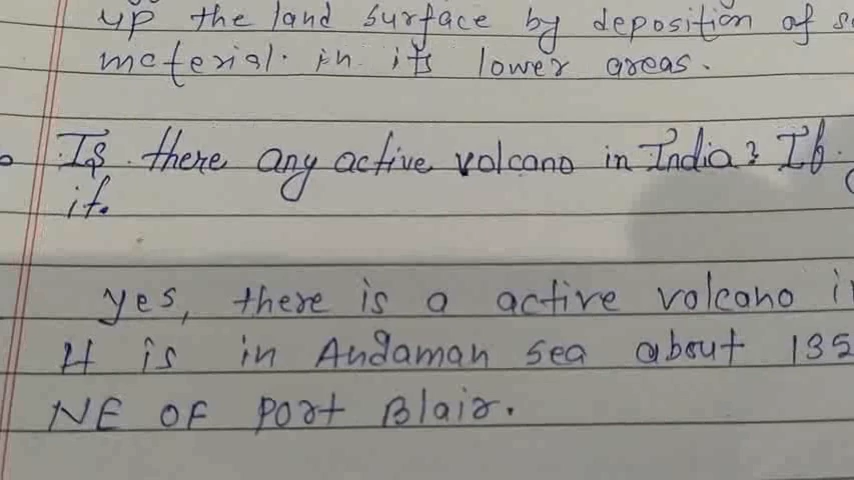 up the land surface by deposition of
material. in its lower areas.
Is there any active volcano in India? If
it.
yes, there is a active volcano
It is in Andaman sea about 135
NE OF Port Blair.